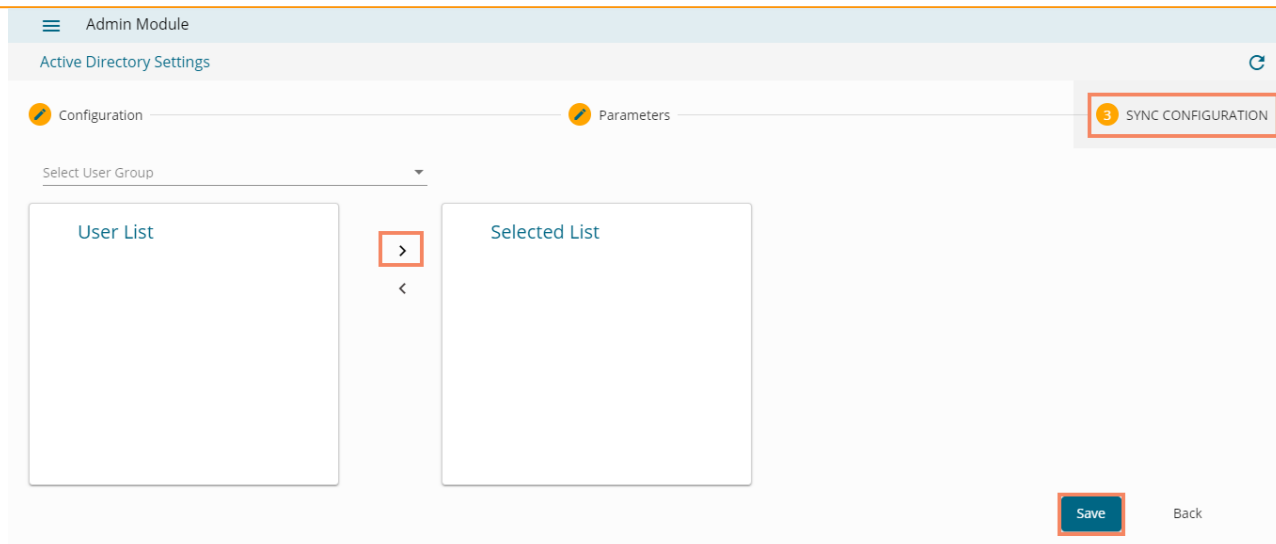 Admin Module
Active Directory Settings
Configuration
Parameters
3 SYNC CONFIGURATION
Select User Group
User List
Selected List
Save
Back